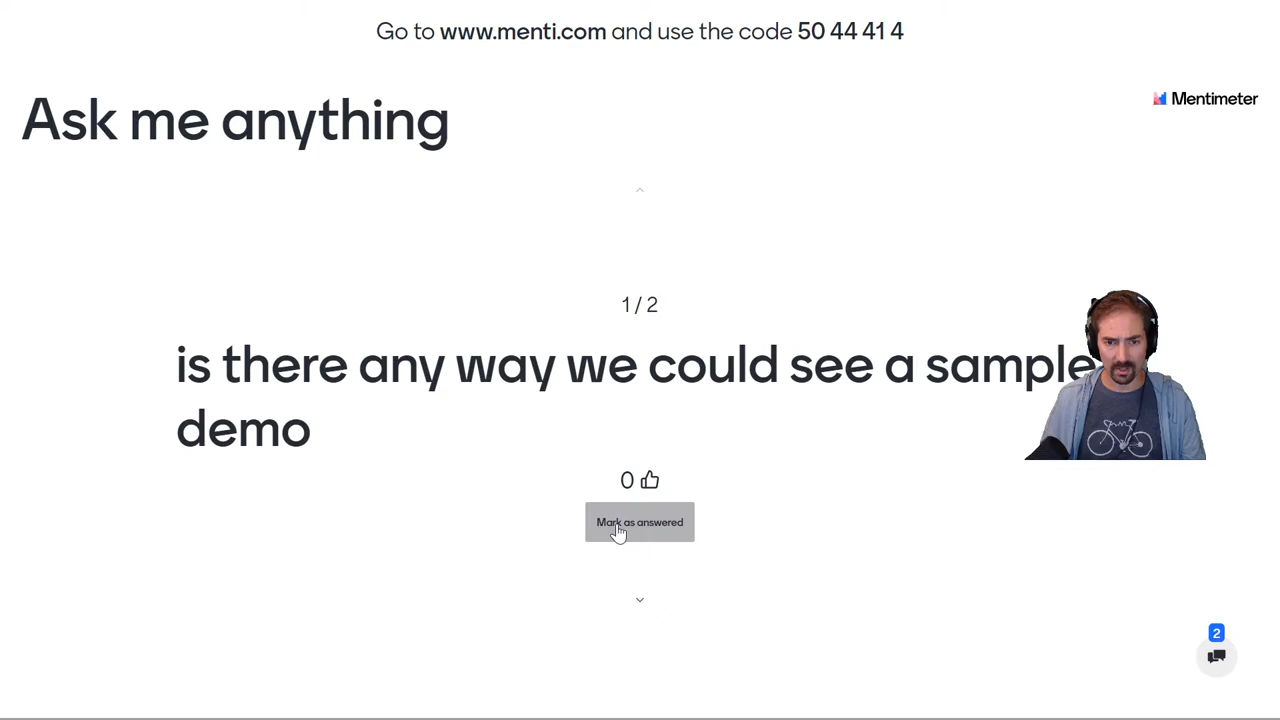 Go to www.menti.com and use the code 50 44 41 4
Ask me anything
Mentimeter
1 / 2
is there any way we could see a sample
demo
0
Mark as answered
2